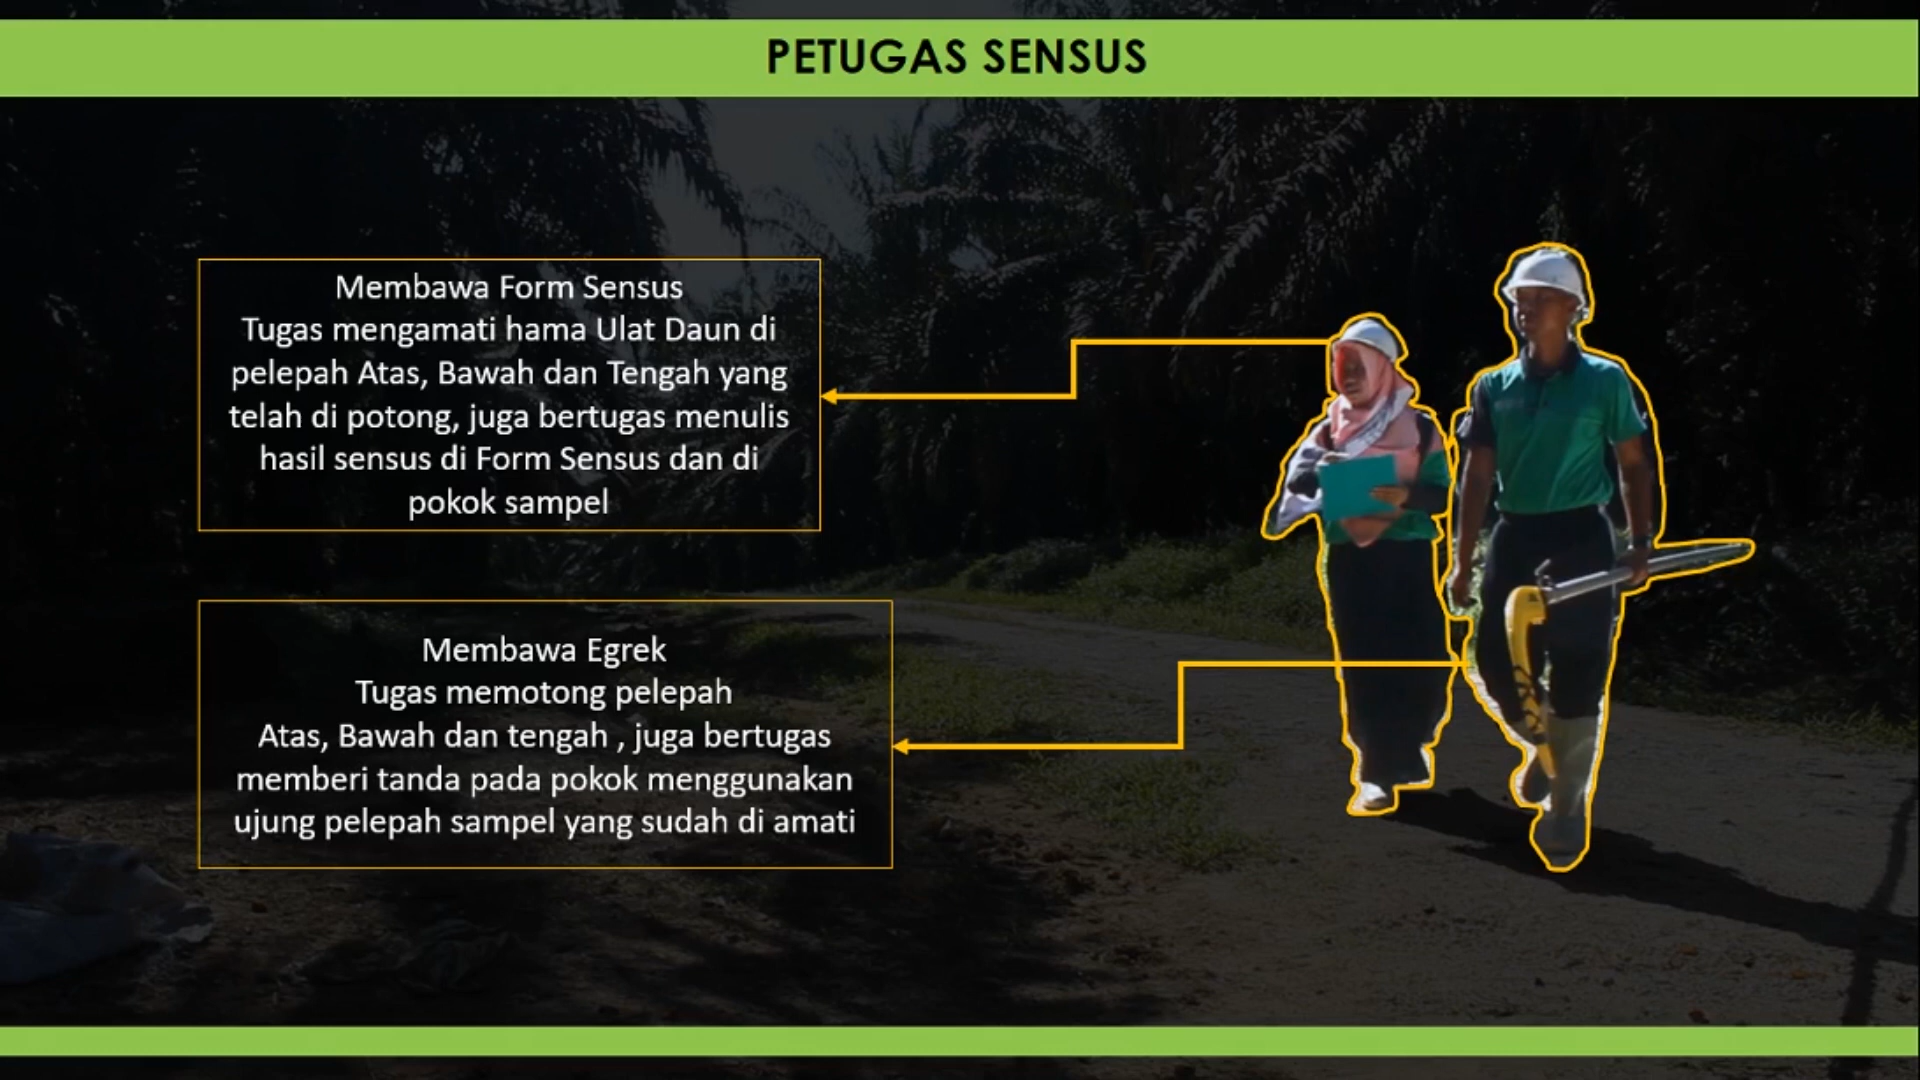 PETUGAS SENSUS
Membawa Form Sensus
Tugas mengamati hama Ulat Daun di
pelepah Atas, Bawah dan Tengah yang
telah di potong, juga bertugas menulis
hasil sensus di Form Sensus dan di
pokok sampel
Membawa Egrek
Tugas memotong pelepah
Atas, Bawah dan tengah , juga bertugas
memberi tanda pada pokok menggunakan
ujung pelepah sampel yang sudah di amati